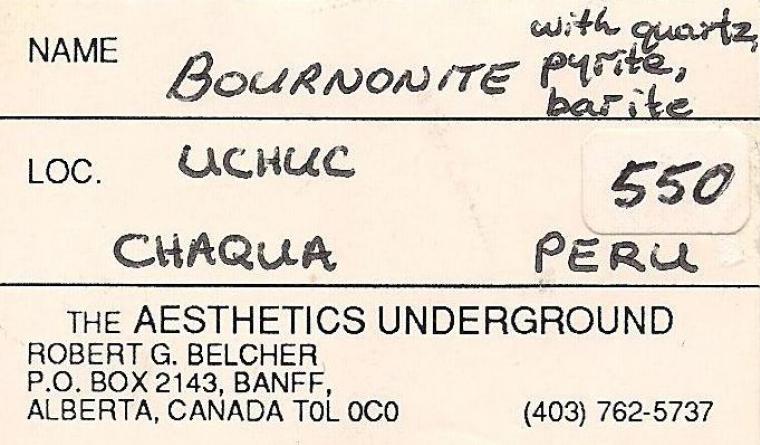 NAME BOURNONITE with quartz,
pyrite,
barite
LOC. UCHUC
550
CHAQUA PERU
THE AESTHETICS UNDERGROUND
ROBERT G. BELCHER
P.O. BOX 2143, BANFF,
ALBERTA, CANADA T0L 0C0 (403) 762-5737